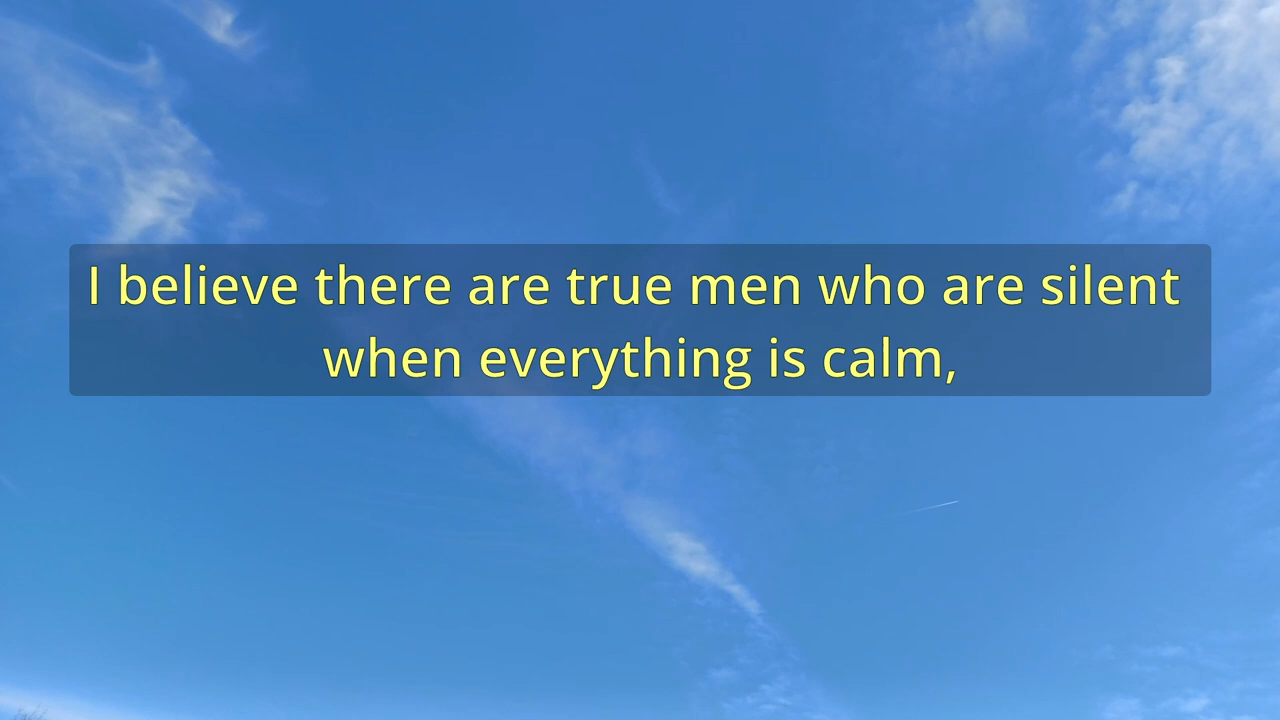 I believe there are true men who are silent
when everything is calm,